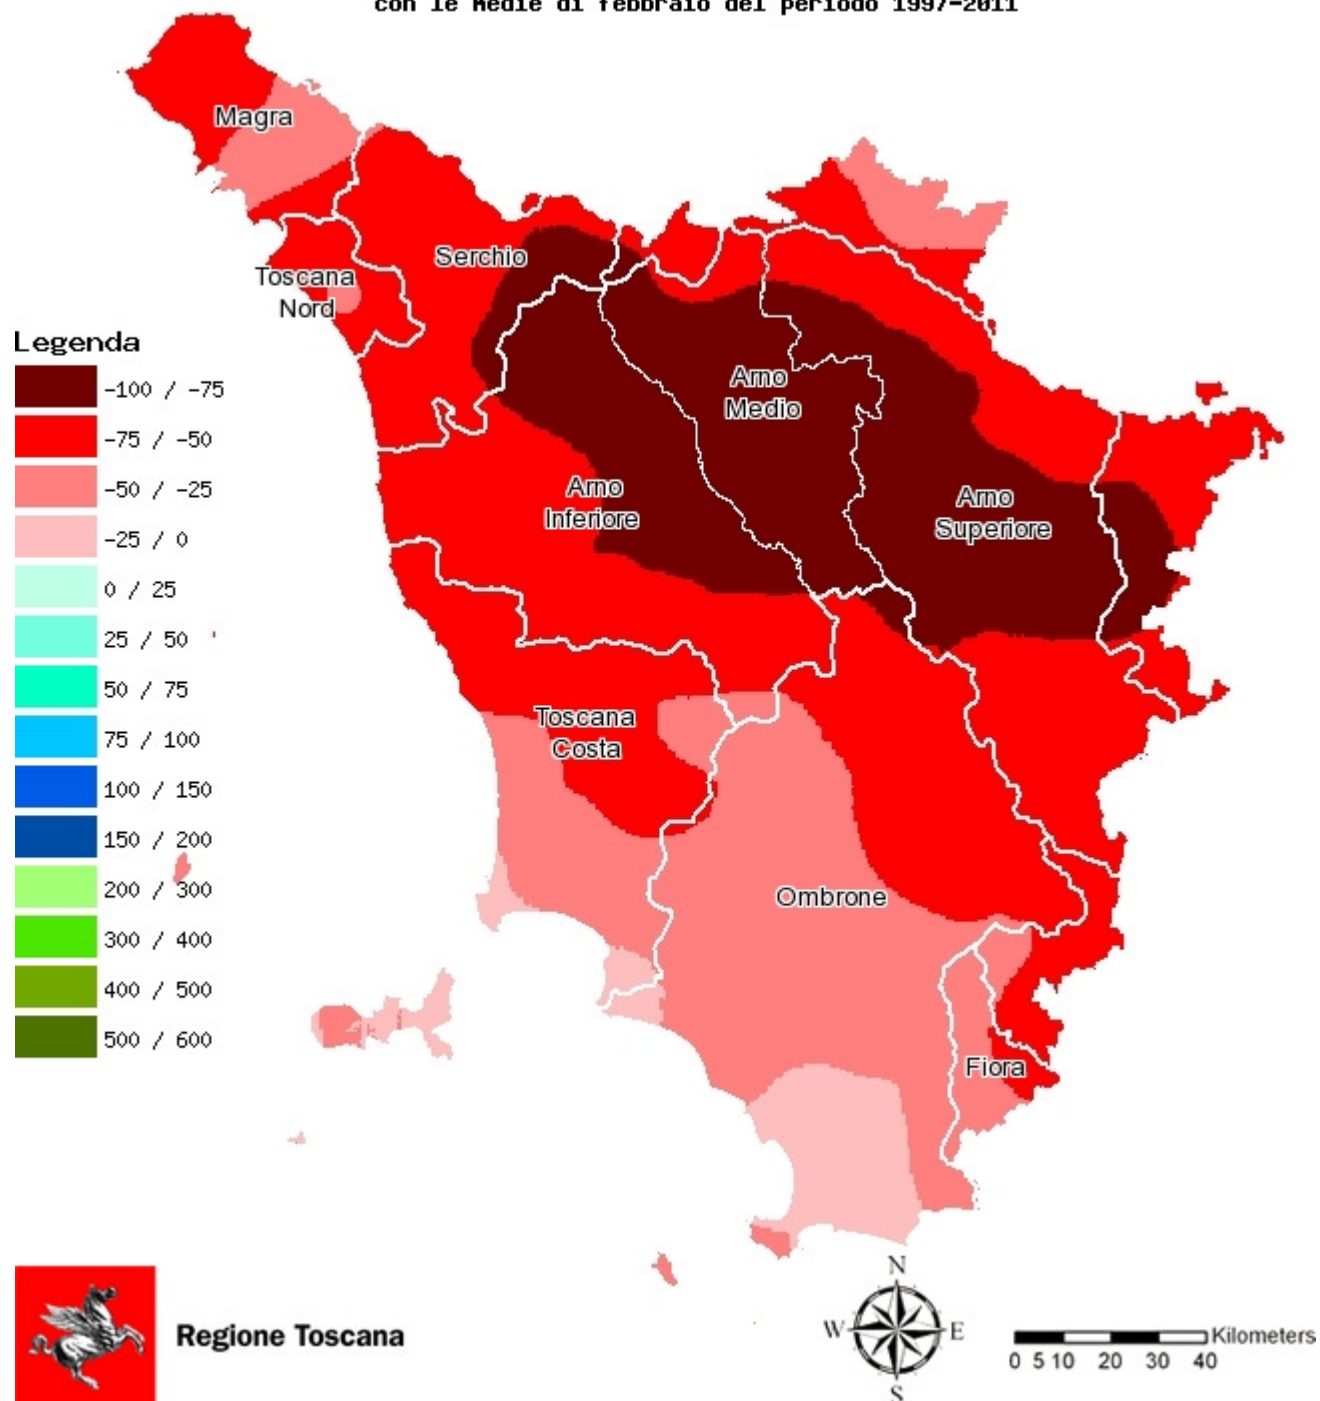 con le Medie di febbraio del periodo 1997-2011
Magra
Serchio
Toscana
Nord
Legenda
-100 / -75
-75 / -50
-50 / -25
-25 / 0
0 / 25
25 / 50
50 / 75
75 / 100
100 / 150
150 / 200
200 / 300
300 / 400
400 / 500
500 / 600
Arno
Medio
Arno
Inferiore
Arno
Superiore
Toscana
Costa
Ombrone
Fiora
Regione Toscana
N
W
E
S
Kilometers
0 5 10 20 30 40